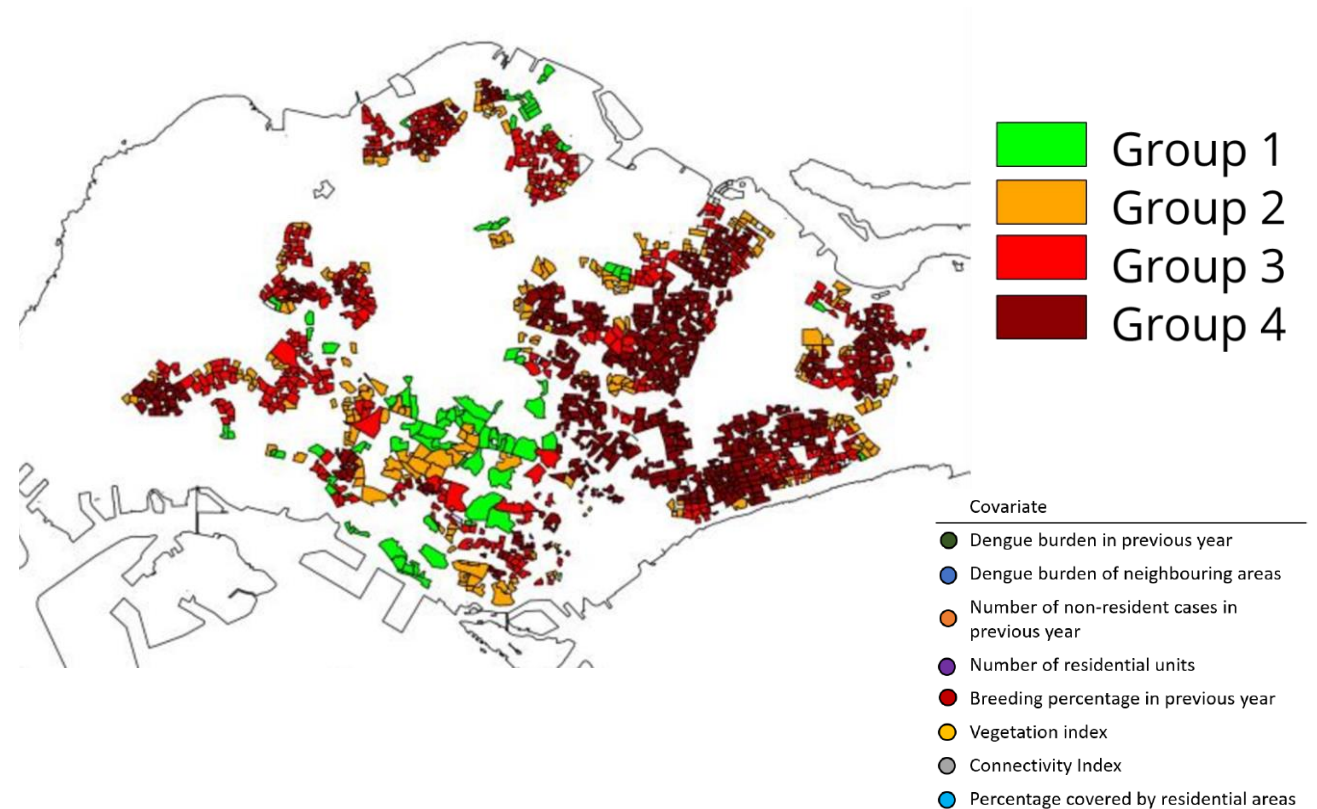 Group 1
Group 2
Group 3
Group 4
Covariate
Dengue burden in previous year
Dengue burden of neighbouring areas
Number of non-resident cases in
previous year
Number of residential units
Breeding percentage in previous year
Vegetation index
Connectivity Index
Percentage covered by residential areas